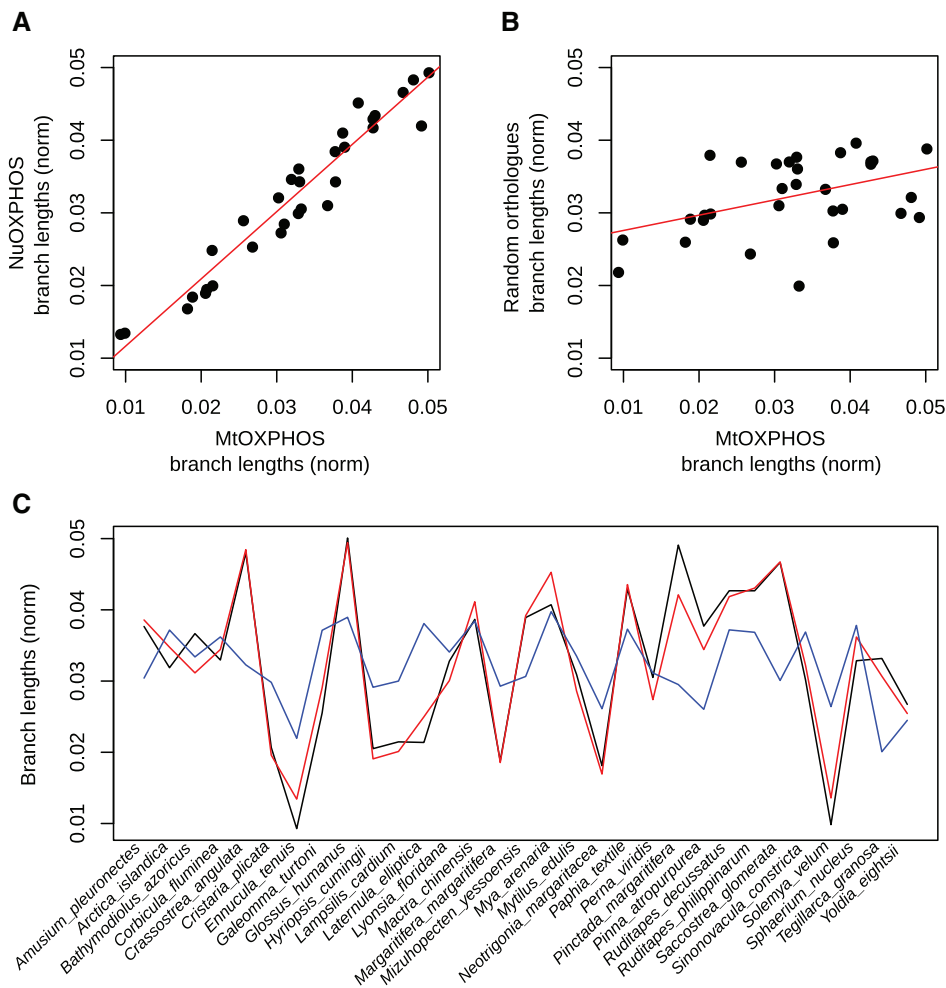 A
NuOXPHOS
branch lengths (norm)
0.05
0.04
0.03
0.02
0.01
0.01 0.02 0.03 0.04 0.05
MtOXPHOS
branch lengths (norm)
B
Random orthologues
branch lengths (norm)
0.05
0.04
0.03
0.02
0.01
0.01 0.02 0.03 0.04 0.05
MtOXPHOS
branch lengths (norm)
C
Branch lengths (norm)
0.05
0.04
0.03
0.02
0.01
Amusium_pleuronectes
Arctica_islandica
Bathymodiolus_azoricus
Corbicula_fluminea
Crassostrea_angulata
Cristaria_plicata
Ennucula_tenuis
Galeomma_turtoni
Glossus_humanus
Hyriopsis_cumingii
Lampsilis_cardium
Laternula_elliptica
Lyonsia_floridana
Mactra_chinensis
Margaritifera_margaritifera
Mizuhopecten_yessoensis
Mya_arenaria
Mytilus_edulis
Neotrigonia_margaritacea
Paphia_textile
Perna_viridis
Pinctada_margaritifera
Pinna_atropurpurea
Ruditapes_decussatus
Ruditapes_philippinarum
Saccostrea_glomerata
Sinonovacula_constricta
Solemya_velum
Sphaerium_nucleus
Tegillarca_granosa
Yoldia_eightsii